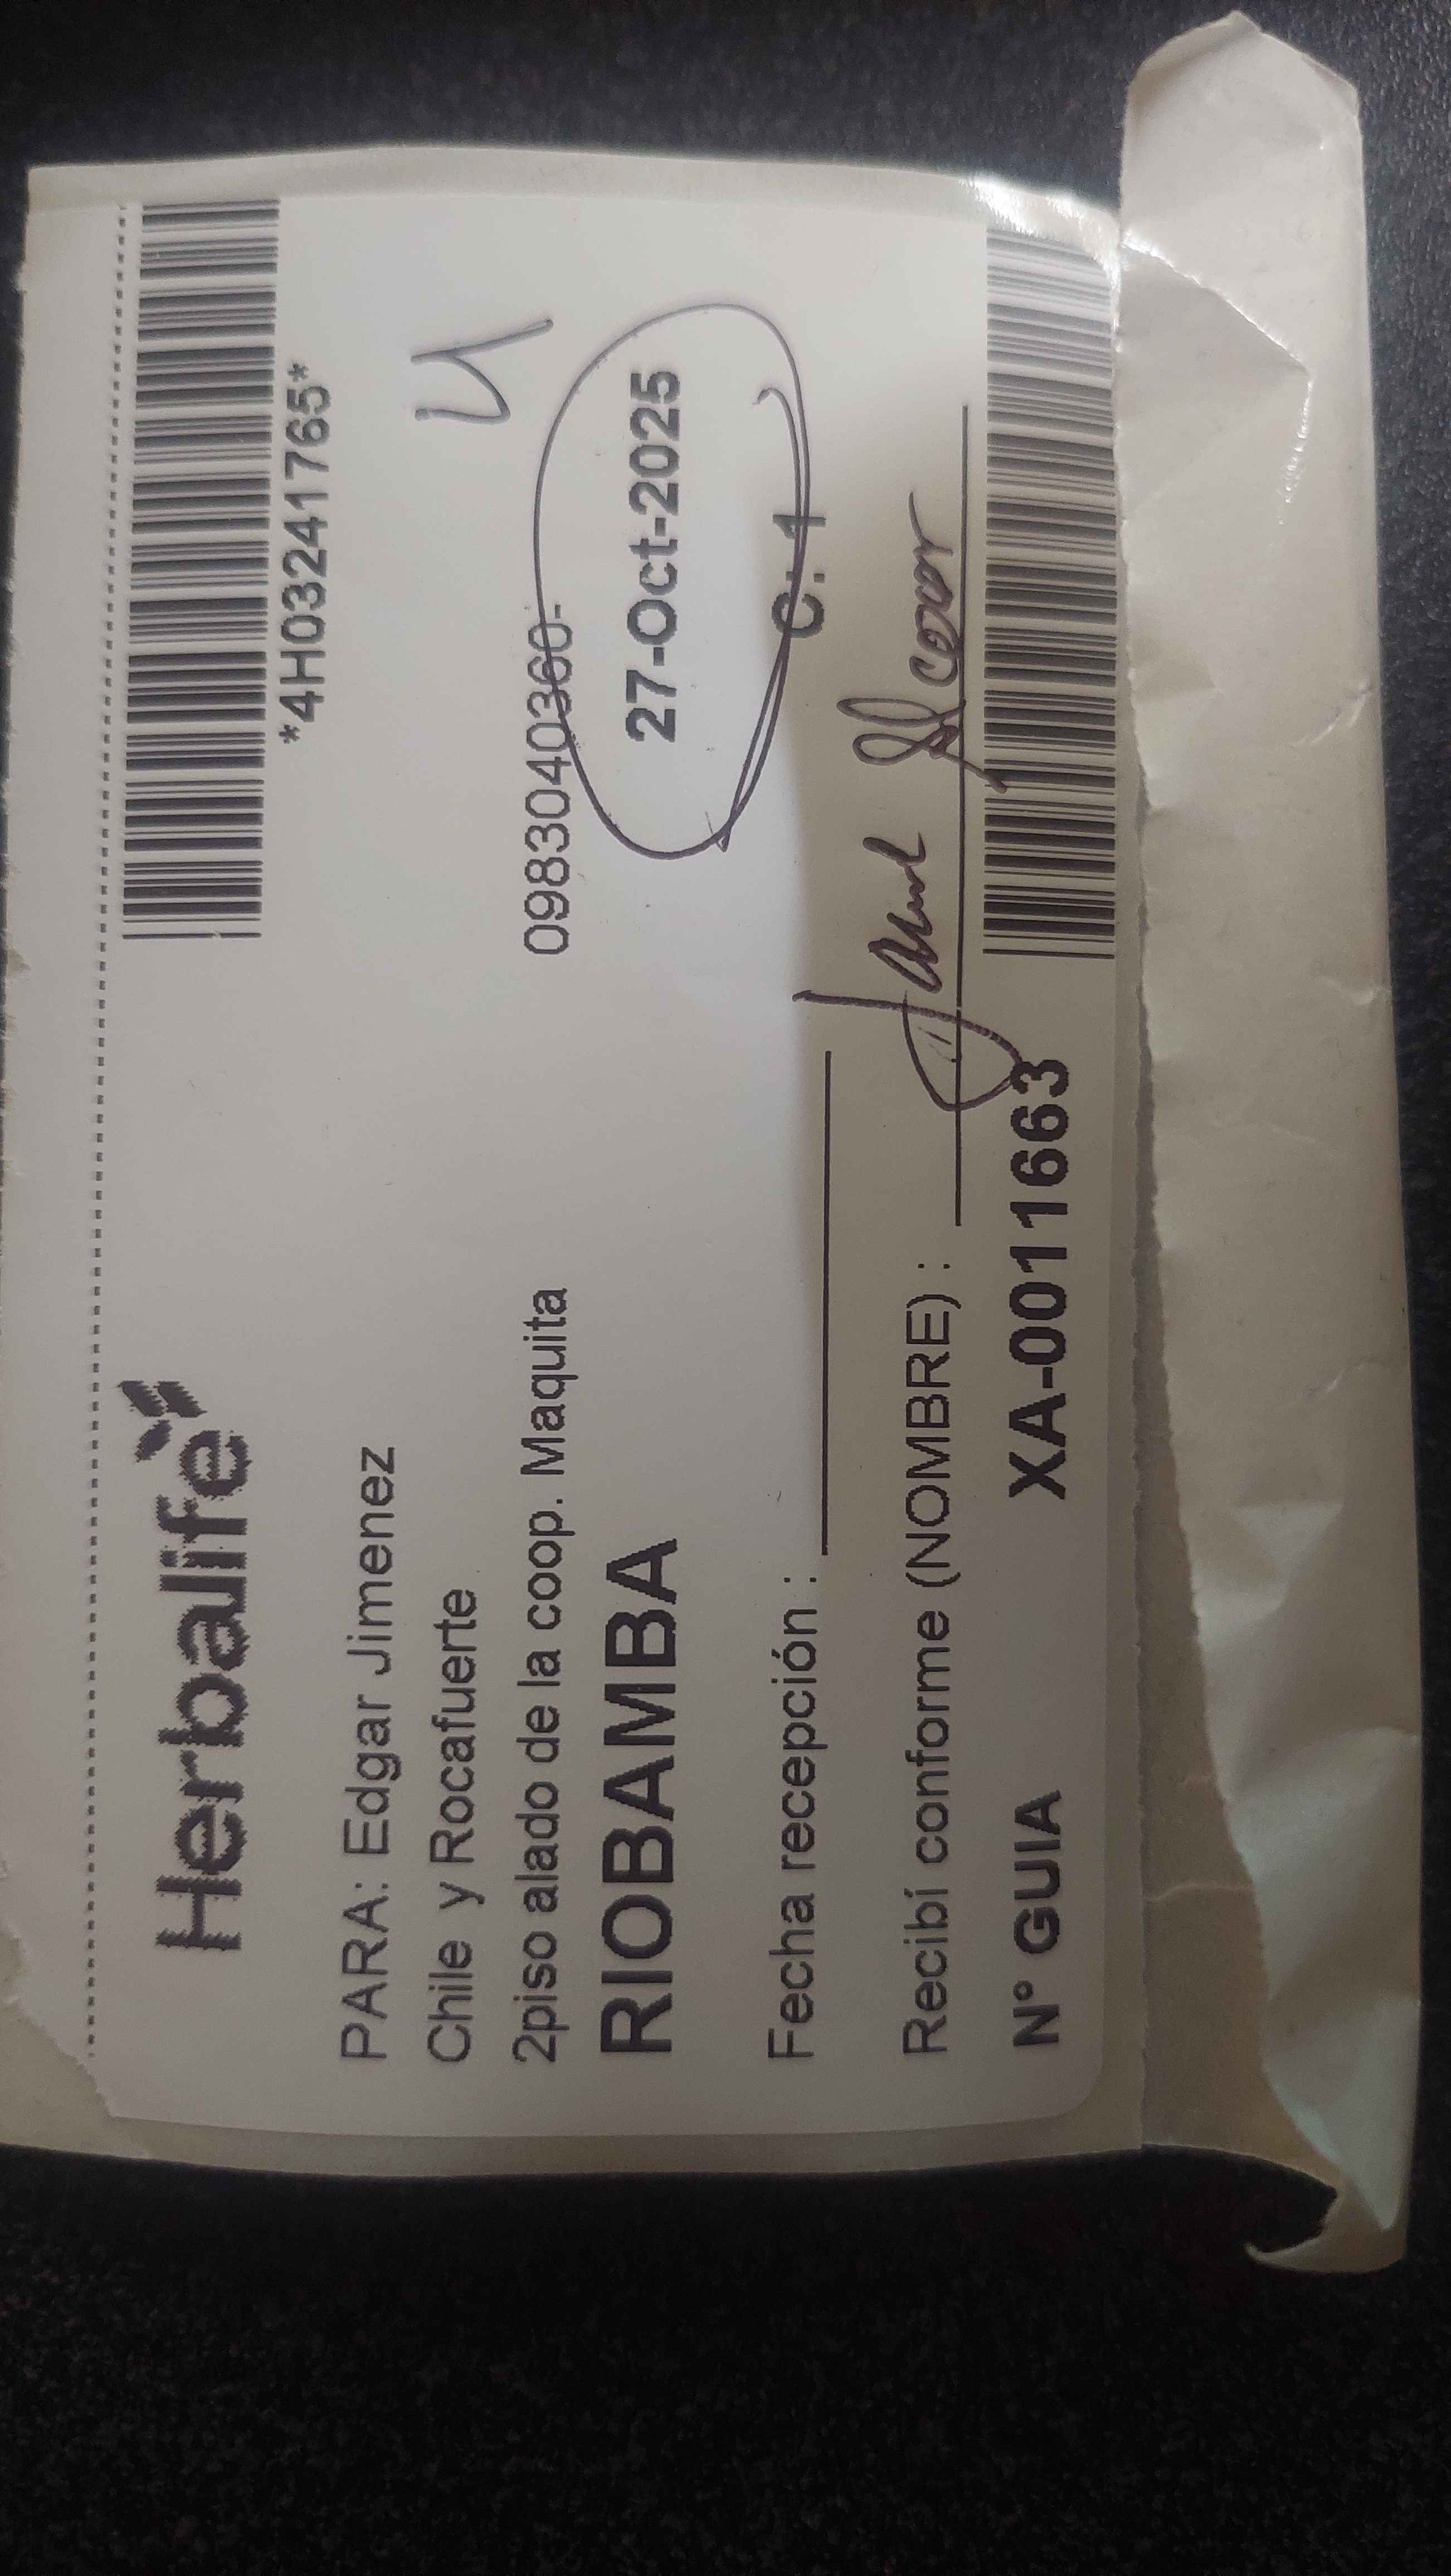 Herbalife
*4H03241765*
PARA: Edgar Jimenez
Chile y Rocafuerte
2piso alado de la coop. Maquita 0983040360-
RIOBAMBA 27-Oct-2025
Fecha recepción : C: 1
Recibí conforme (NOMBRE) :
N° GUIA XA-0011663